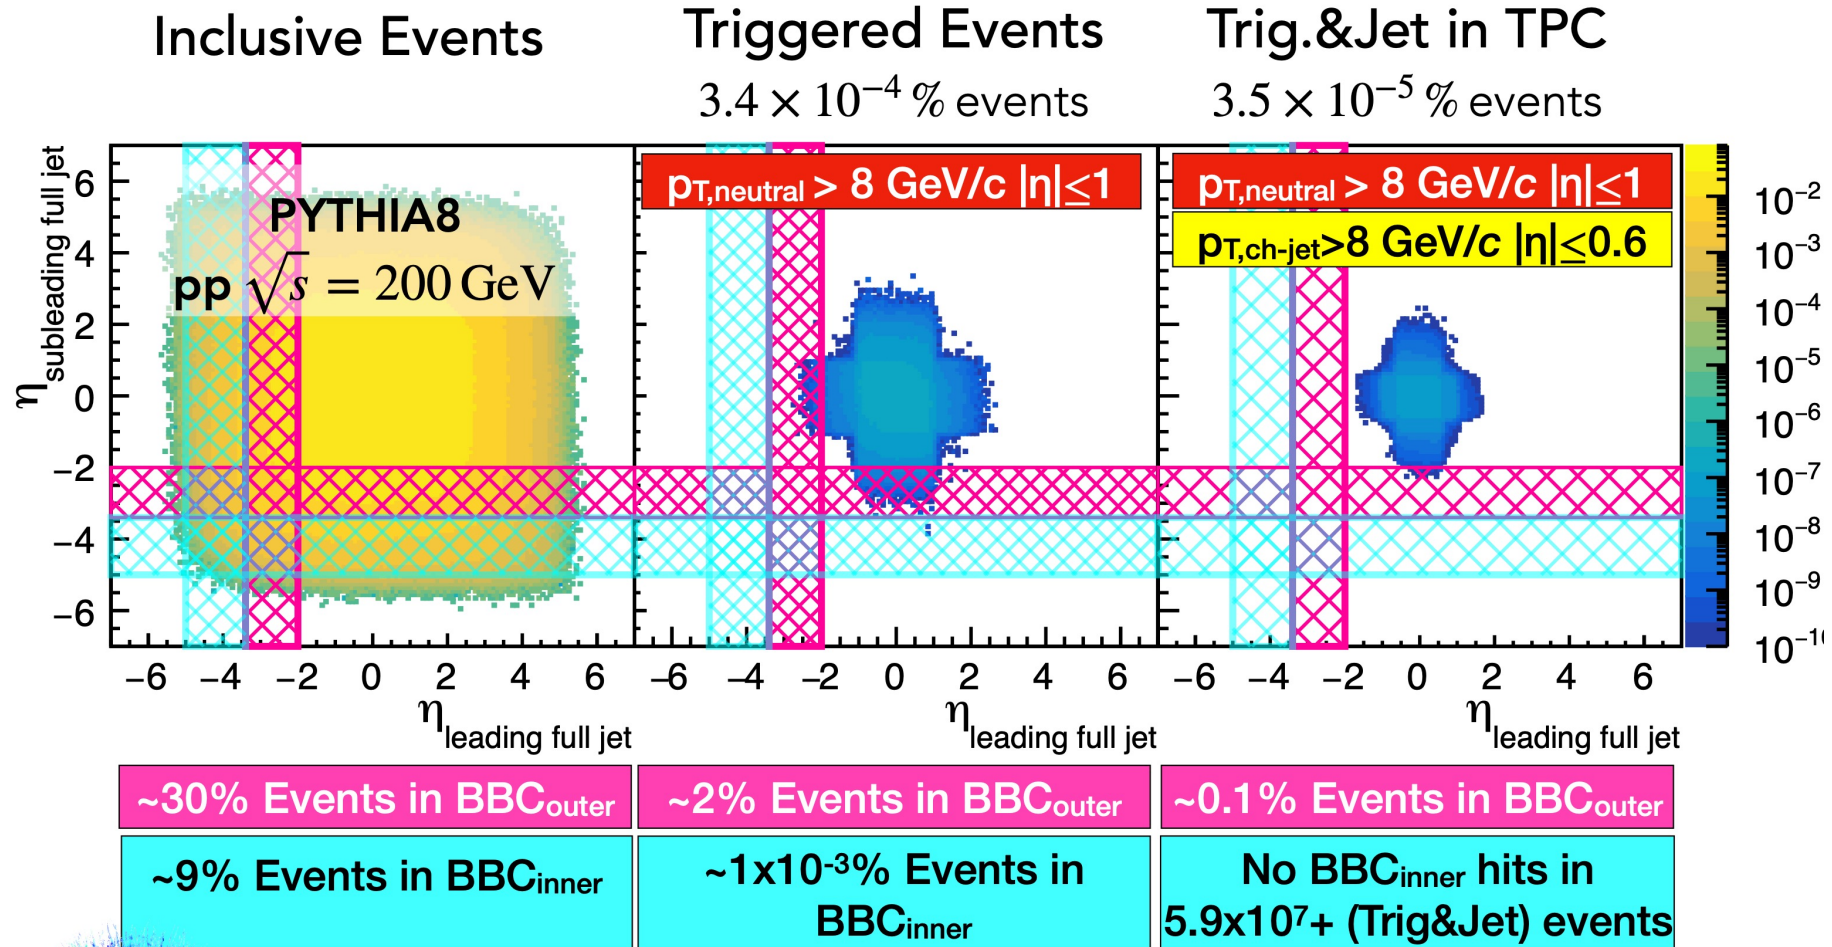 Inclusive Events
Triggered Events
Trig.&Jet in TPC
3.4 × 10⁻⁴ % events
3.5 × 10⁻⁵ % events
η subleading full jet
6
4
2
0
−2
−4
−6
PYTHIA8
pp √s = 200 GeV
pT,neutral > 8 GeV/c |η|≤1
pT,neutral > 8 GeV/c |η|≤1
pT,ch-jet>8 GeV/c |η|≤0.6
10⁻²
10⁻³
10⁻⁴
10⁻⁵
10⁻⁶
10⁻⁷
10⁻⁸
10⁻⁹
10⁻¹⁰
−6 −4 −2 0 2 4 6
−6 −4 −2 0 2 4 6
−6 −4 −2 0 2 4 6
η leading full jet
η leading full jet
η leading full jet
~30% Events in BBCouter
~2% Events in BBCouter
~0.1% Events in BBCouter
~9% Events in BBCinner
~1x10⁻³% Events in
BBCinner
No BBCinner hits in
5.9x10⁷+ (Trig&Jet) events